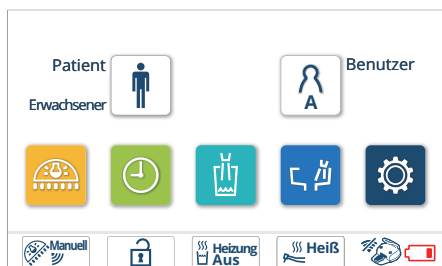 Patient
Benutzer
Erwachsener
A
Manuell
Heizung
Aus
Heiß